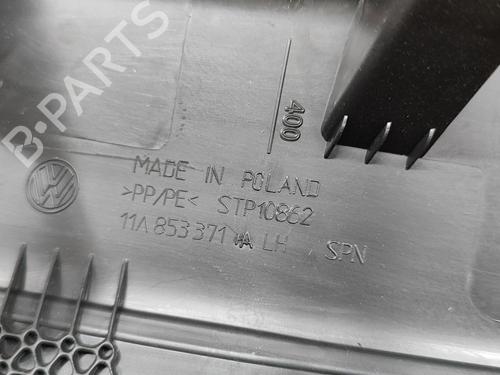 B-PARTS
400
MADE IN POLAND
>PP/PE< STP10862
11A 853 371 A LH SPN